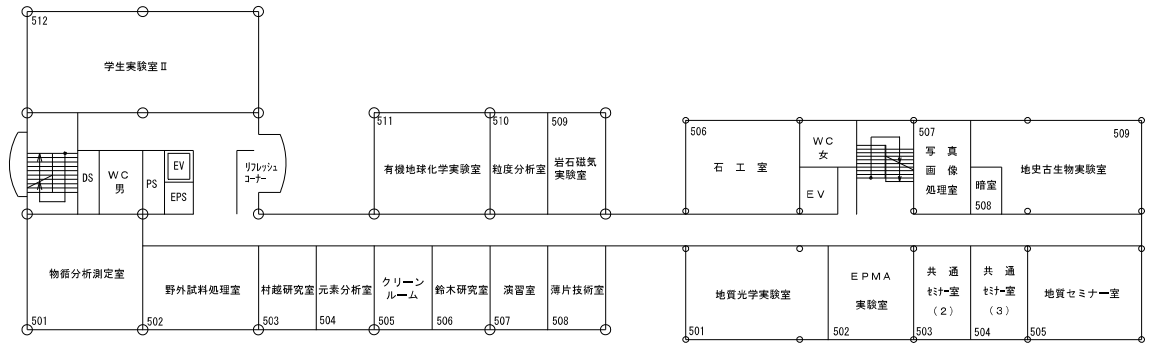 512
学生実験室Ⅱ
511
有機地球化学実験室
510
粒度分析室
509
岩石磁気
実験室
506
石工室
WC
女
EV
507
写真
画像
処理室
暗室
508
509
地史古生物実験室
DS
WC
男
PS
EV
EPS
リフレッシュ
コーナー
物循分析測定室
501
野外試料処理室
502
村越研究室
503
元素分析室
504
クリーン
ルーム
505
鈴木研究室
506
演習室
507
薄片技術室
508
地質光学実験室
501
EPMA
実験室
502
共通
セミナー室
(2)
503
共通
セミナー室
(3)
504
地質セミナー室
505